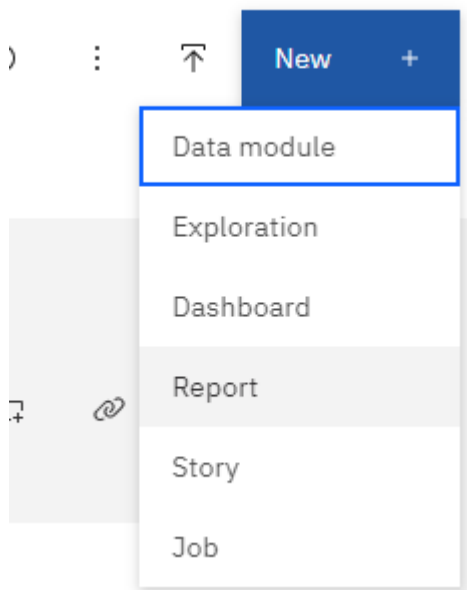 New +
Data module
Exploration
Dashboard
Report
Story
Job